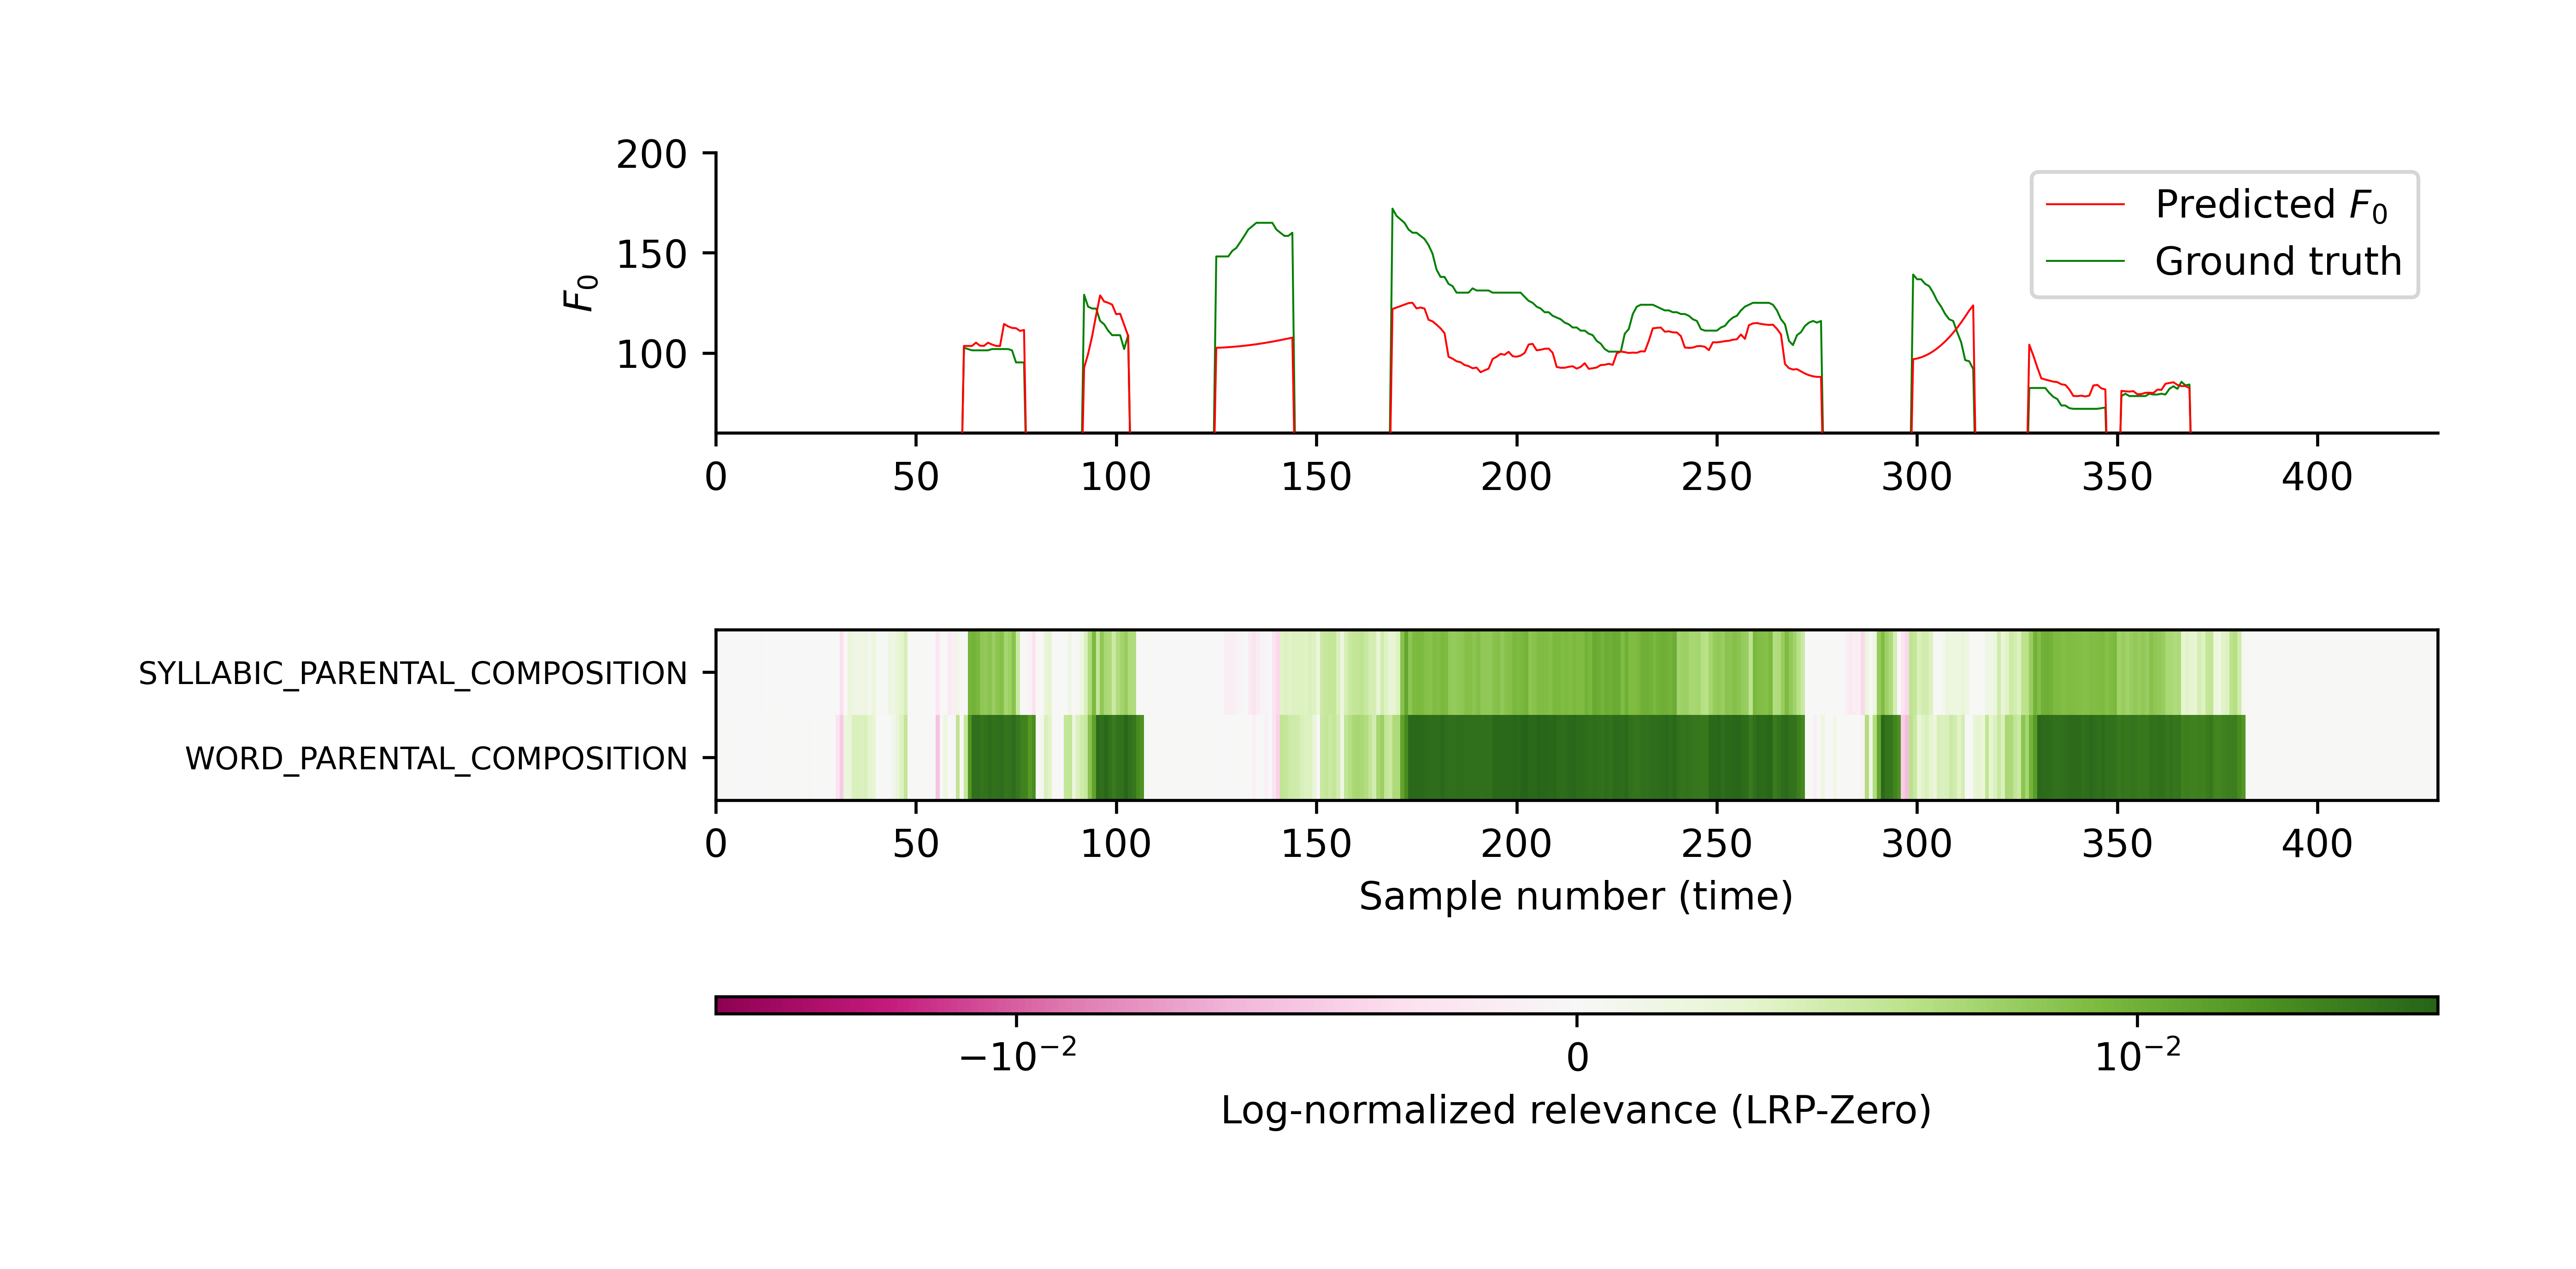 200
150
100
F₀
Predicted F₀
Ground truth
0 50 100 150 200 250 300 350 400
SYLLABIC_PARENTAL_COMPOSITION
WORD_PARENTAL_COMPOSITION
0 50 100 150 200 250 300 350 400
Sample number (time)
−10⁻² 0 10⁻²
Log-normalized relevance (LRP-Zero)